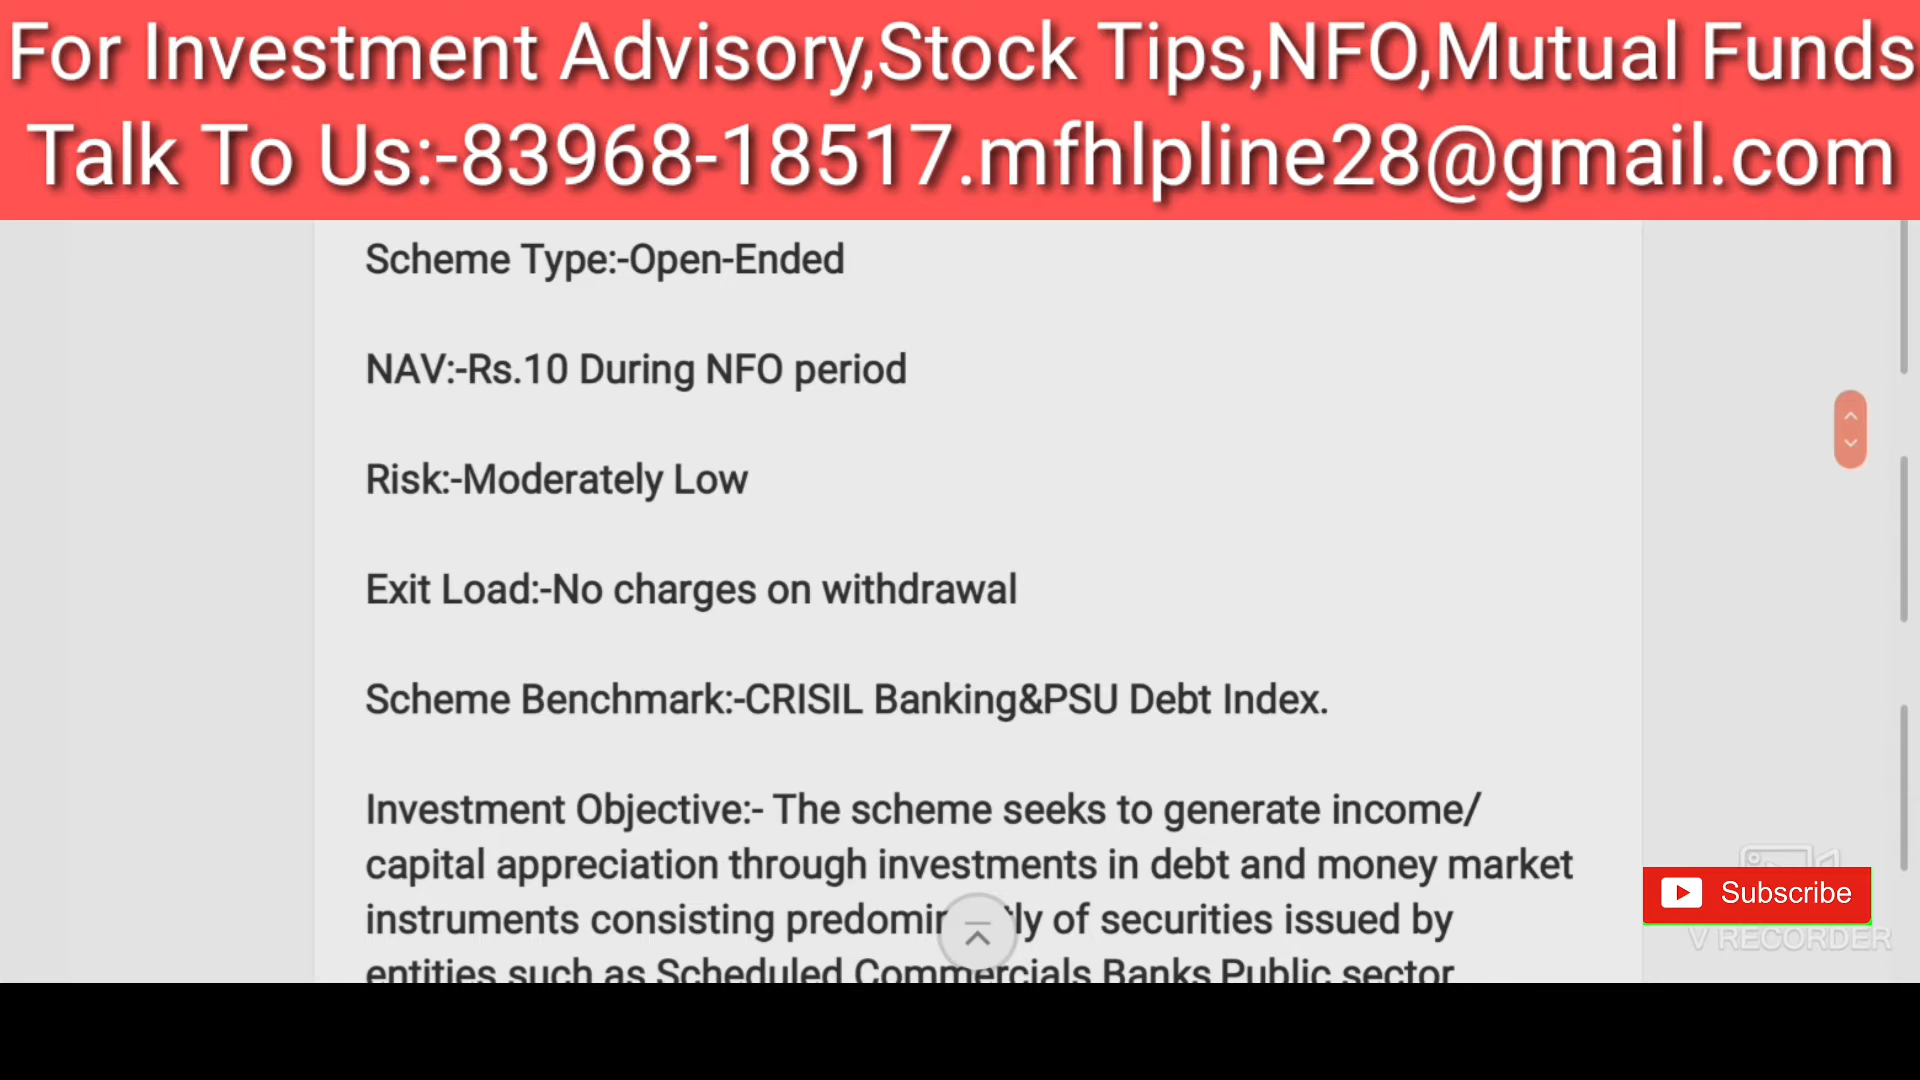 For Investment Advisory,Stock Tips,NFO,Mutual Funds
Talk To Us:-83968-18517.mfhlpline28@gmail.com
Scheme Type:-Open-Ended
NAV:-Rs.10 During NFO period
Risk:-Moderately Low
Exit Load:-No charges on withdrawal
Scheme Benchmark:-CRISIL Banking&PSU Debt Index.
Investment Objective:- The scheme seeks to generate income/
capital appreciation through investments in debt and money market
instruments consisting of securities issued by
entities such as Scheduled Commercials Banks Public sector
Subscribe
V RECORDER